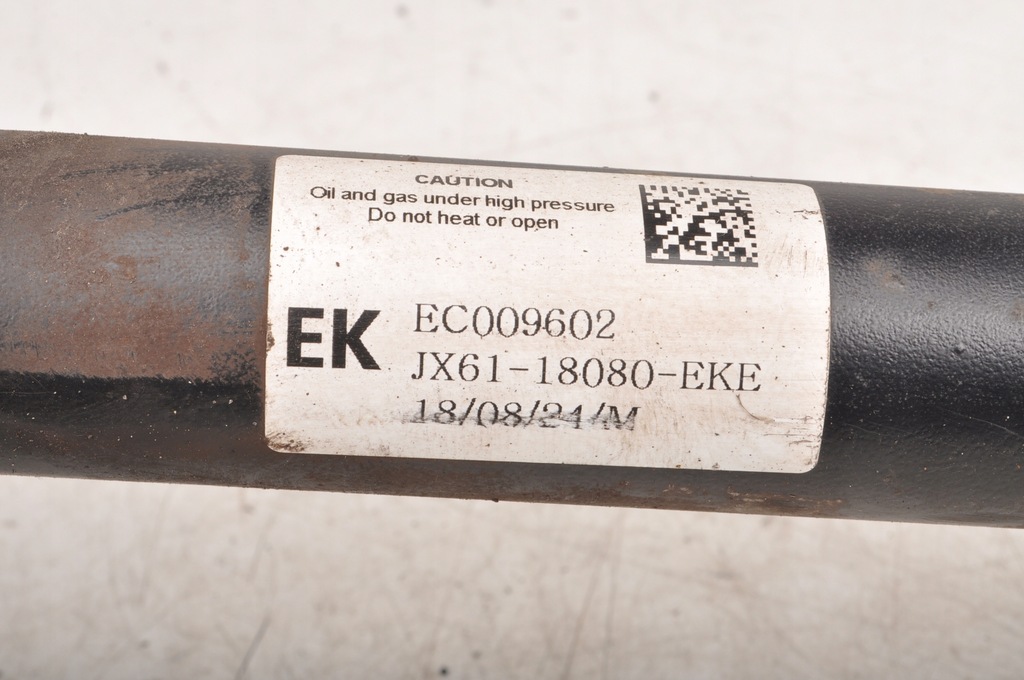 CAUTION
Oil and gas under high pressure
Do not heat or open
EK
EC009602
JX61-18080-EKE
18/08/21/M